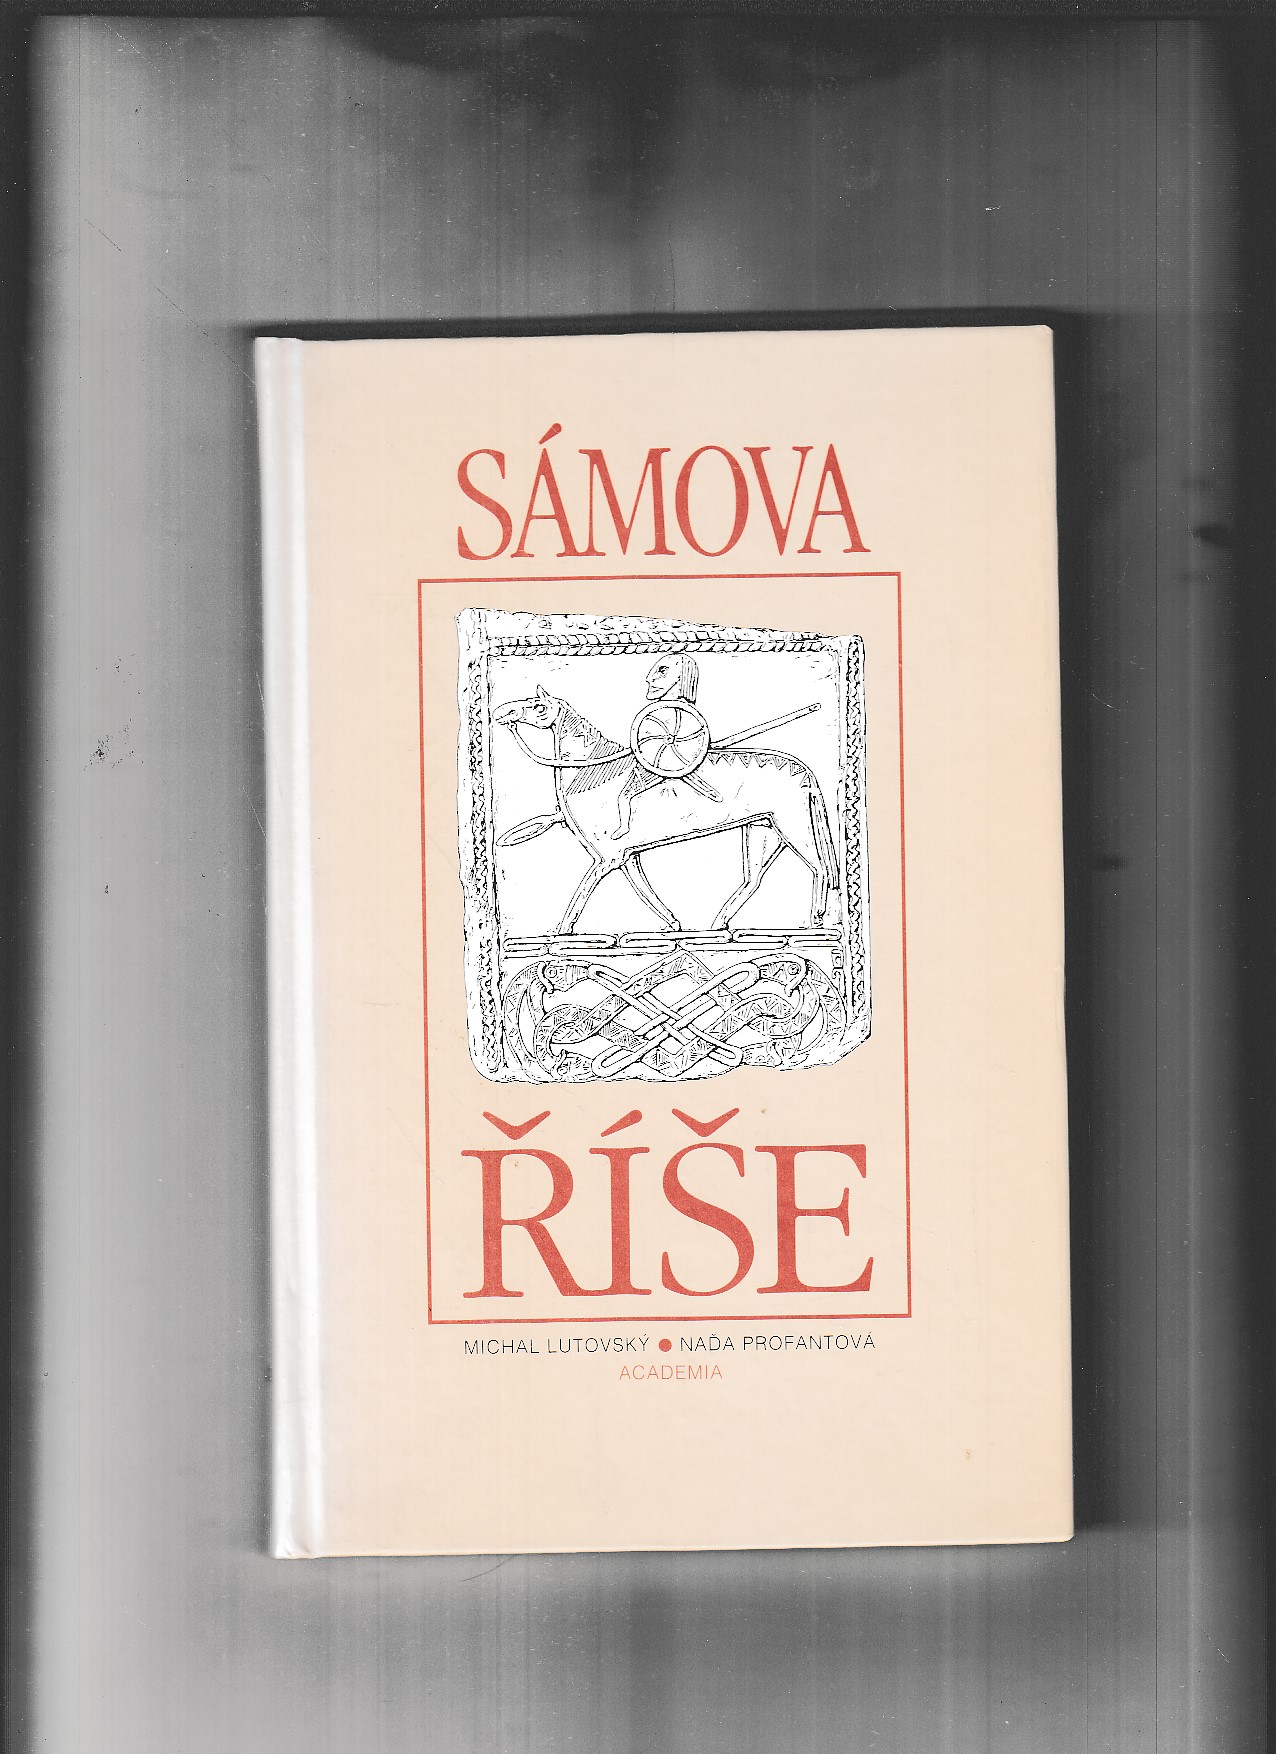 SÁMOVA
ŘÍŠE
MICHAL LUTOVSKÝ ● NAĎA PROFANTOVÁ
ACADEMIA